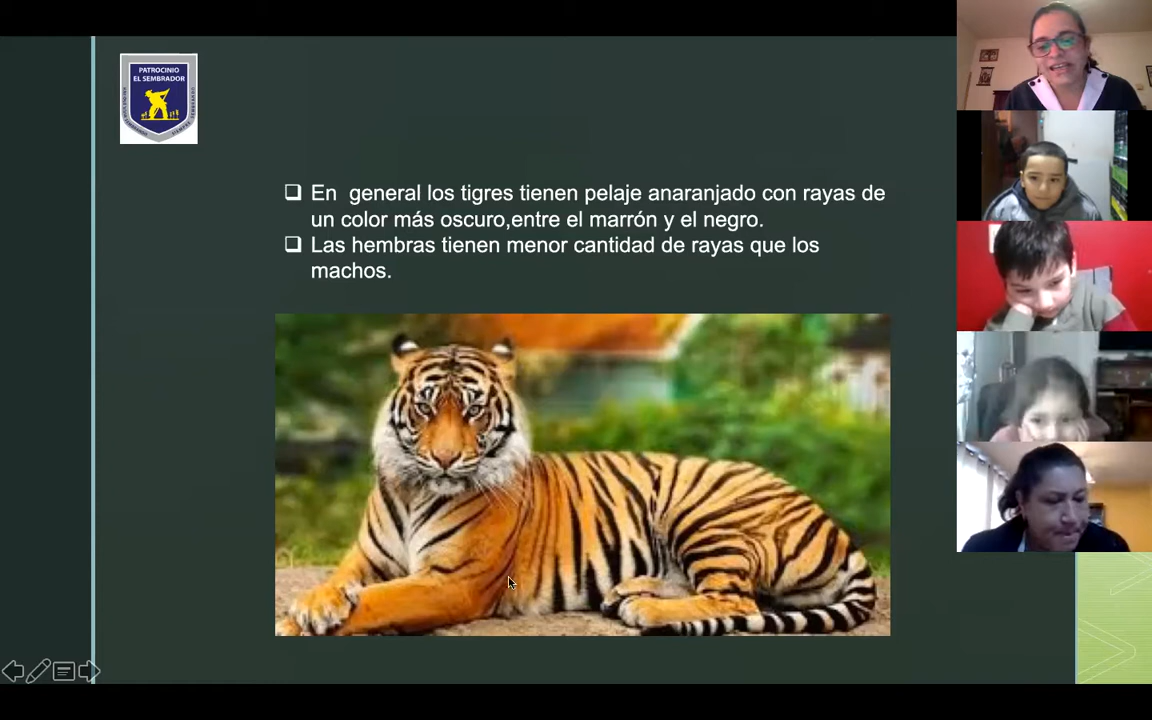 PATROCINIO
EL SEMBRADOR
❑ En  general los tigres tienen pelaje anaranjado con rayas de
un color más oscuro,entre el marrón y el negro.
❑ Las hembras tienen menor cantidad de rayas que los
machos.